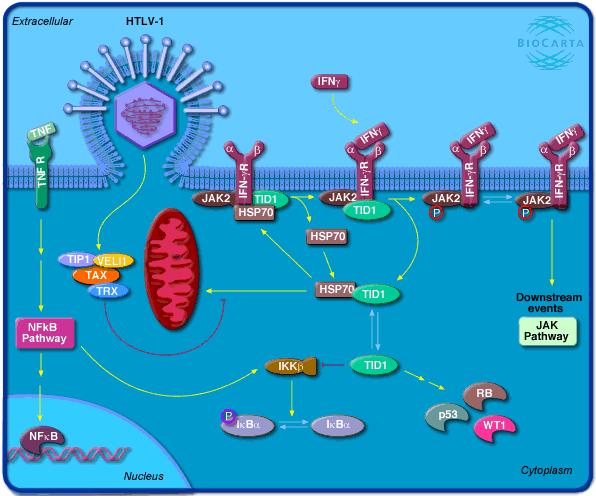 Extracellular
HTLV-1
BIOCARTA
IFNγ
TNF
TNFR
α
β
IFN-γR
JAK2
TID1
HSP70
IFNγ
α
β
IFN-γR
JAK2
TID1
IFNγ
α
β
IFN-γR
JAK2
P
IFNγ
α
β
IFN-γR
JAK2
P
HSP70
TIP1
VELI1
TAX
TRX
HSP70
TID1
Downstream
events
JAK
Pathway
NFkB
Pathway
IKKβ
TID1
RB
p53
WT1
P
IκBα
IκBα
NFκB
Nucleus
Cytoplasm